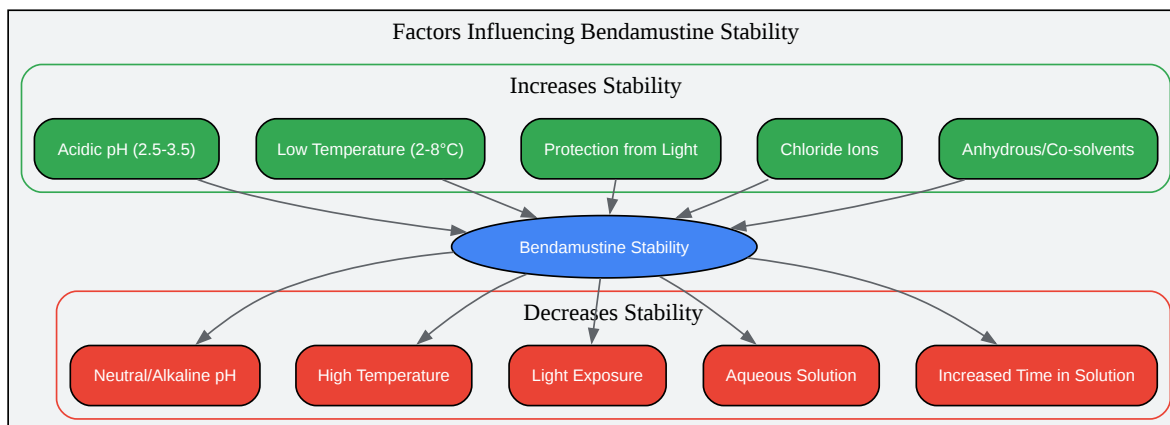 Factors Influencing Bendamustine Stability
Increases Stability
Acidic pH (2.5-3.5)
Low Temperature (2-8°C)
Protection from Light
Chloride Ions
Anhydrous/Co-solvents
Bendamustine Stability
Decreases Stability
Neutral/Alkaline pH
High Temperature
Light Exposure
Aqueous Solution
Increased Time in Solution